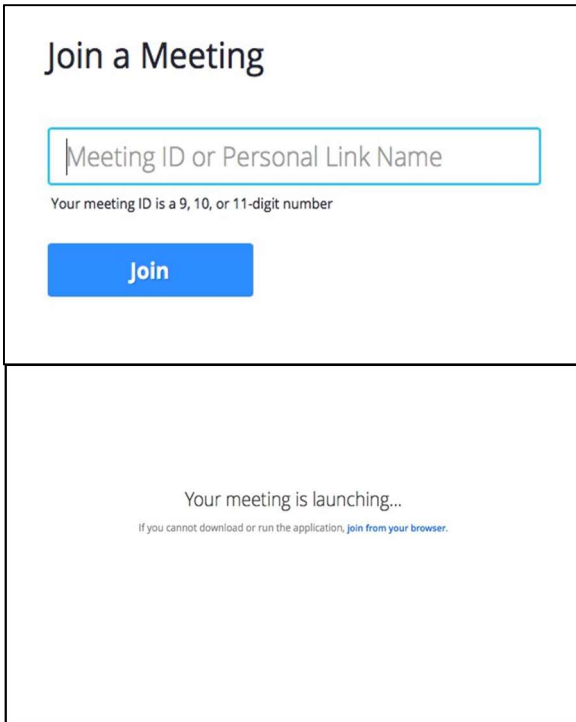 Join a Meeting
Meeting ID or Personal Link Name
Your meeting ID is a 9, 10, or 11-digit number
Join
Your meeting is launching...
If you cannot download or run the application, join from your browser.